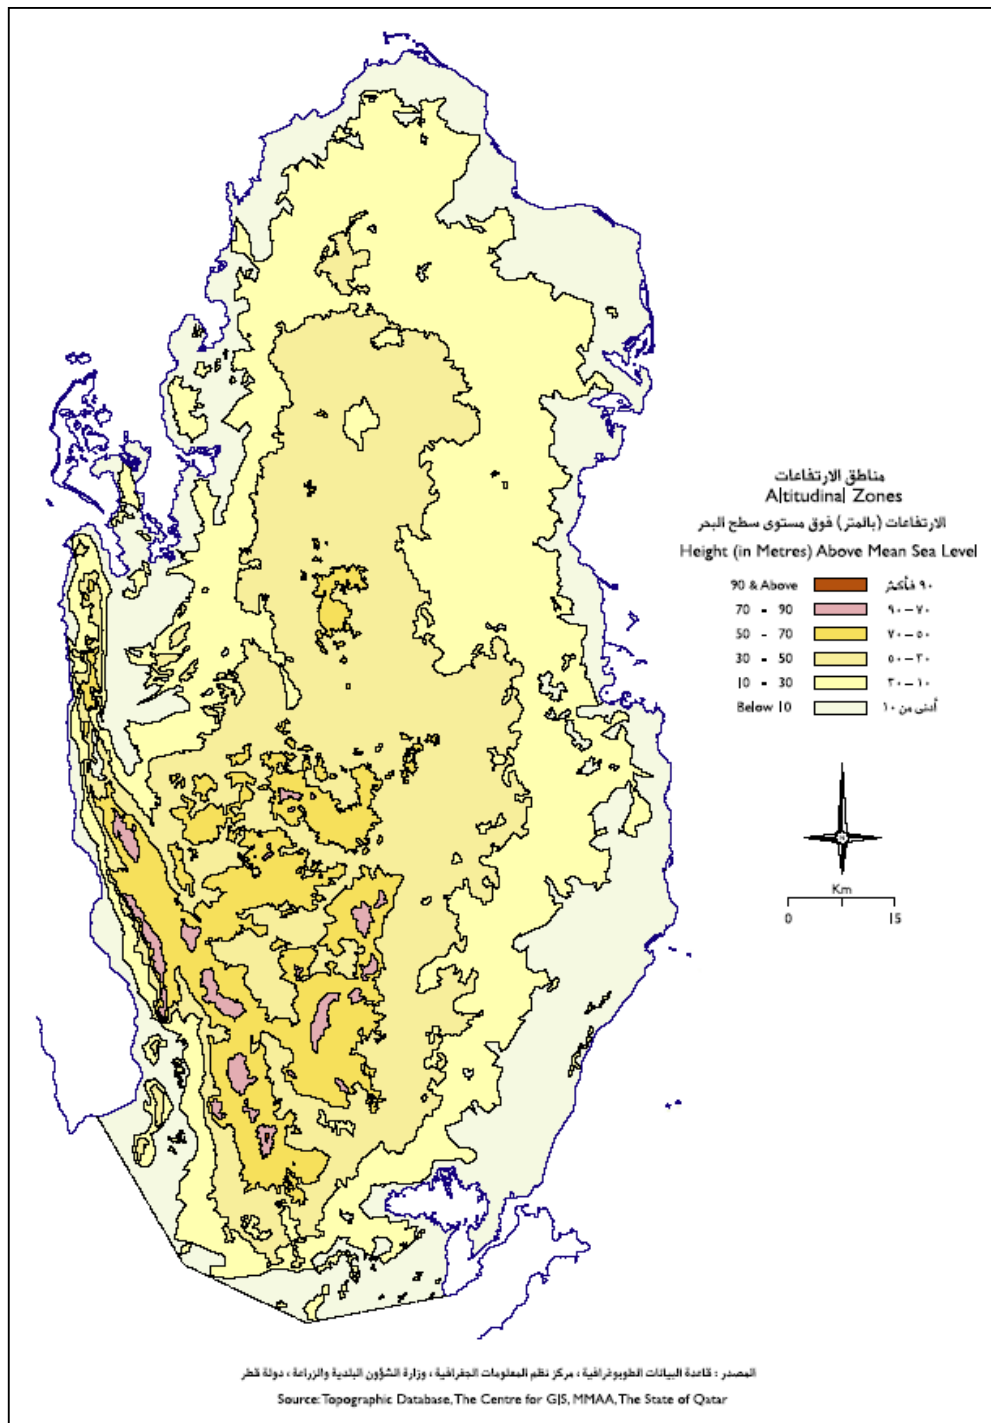 مناطق الارتفاعات
Altitudinal Zones
الارتفاعات (بالمتر) فوق مستوى سطح البحر
Height (in Metres) Above Mean Sea Level
90 & Above ٩٠ فأكثر
70 - 90 ٧٠ – ٩٠
50 - 70 ٥٠ – ٧٠
30 - 50 ٣٠ – ٥٠
10 - 30 ١٠ – ٣٠
Below 10 أدنى من ١٠
Km
0 15
المصدر : قاعدة البيانات الطوبوغرافية ، مركز نظم المعلومات الجغرافية ، وزارة الشؤون البلدية والزراعة ، دولة قطر
Source: Topographic Database, The Centre for GIS, MMAA, The State of Qatar